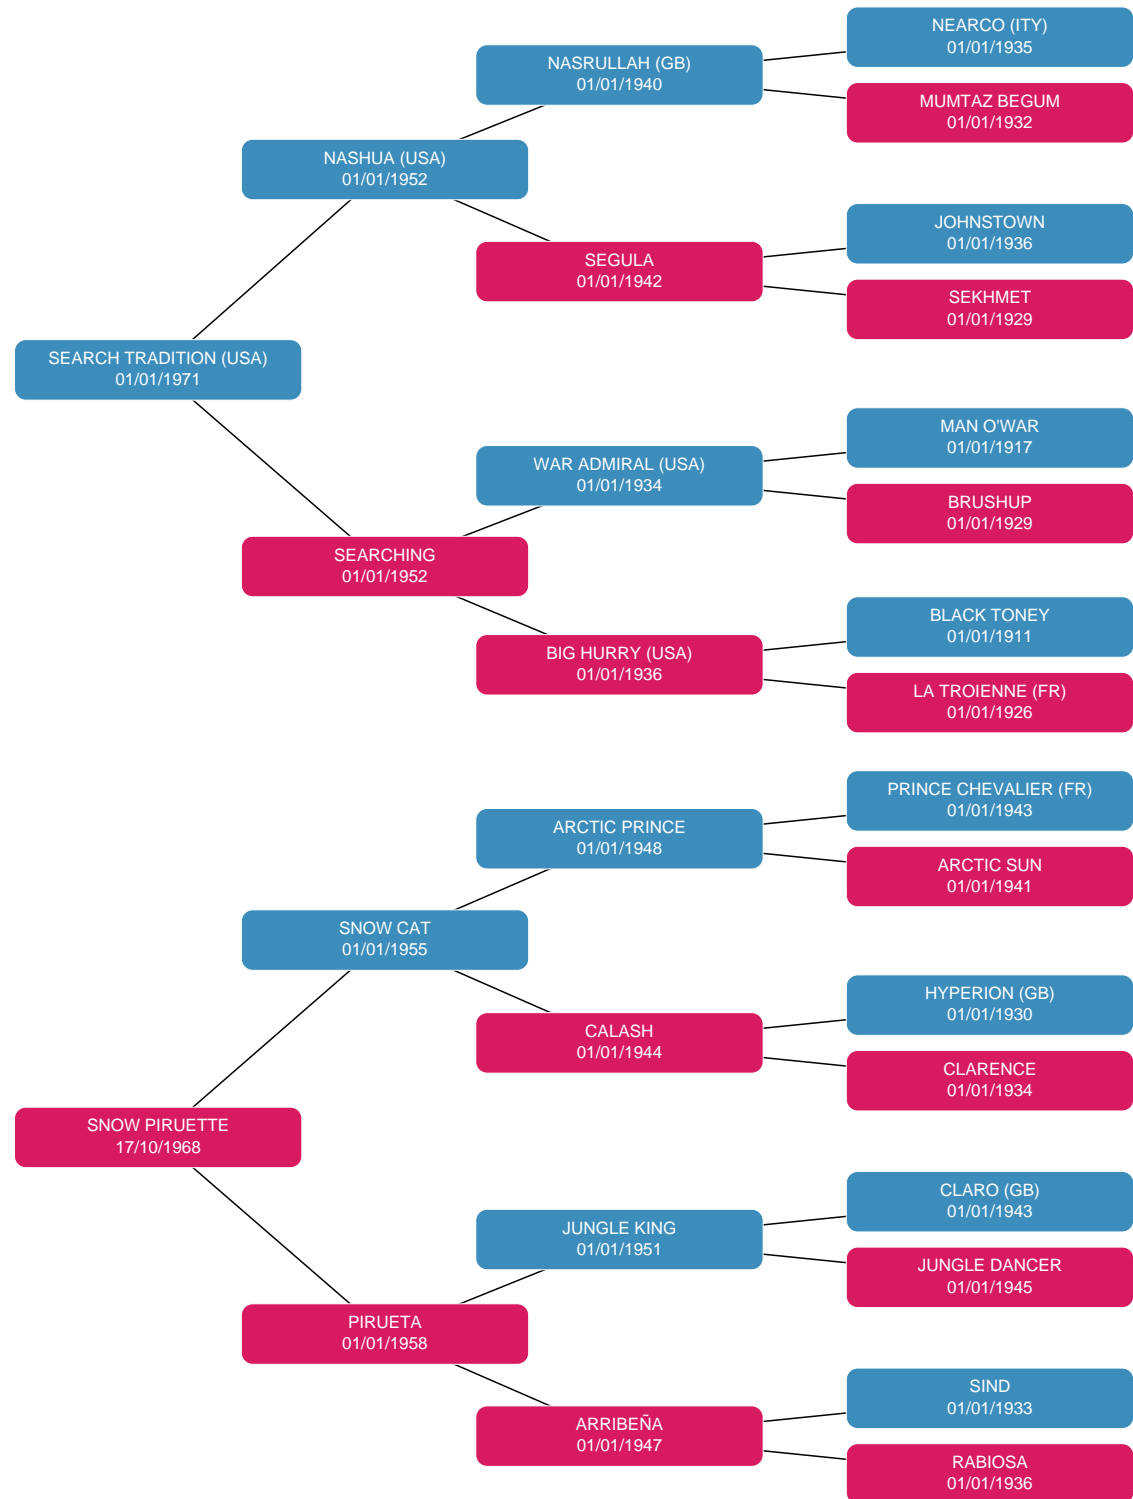 NEARCO (ITY)
01/01/1935
NASRULLAH (GB)
01/01/1940
MUMTAZ BEGUM
01/01/1932
NASHUA (USA)
01/01/1952
JOHNSTOWN
01/01/1936
SEGULA
01/01/1942
SEKHMET
01/01/1929
SEARCH TRADITION (USA)
01/01/1971
MAN O'WAR
01/01/1917
WAR ADMIRAL (USA)
01/01/1934
BRUSHUP
01/01/1929
SEARCHING
01/01/1952
BLACK TONEY
01/01/1911
BIG HURRY (USA)
01/01/1936
LA TROIENNE (FR)
01/01/1926
PRINCE CHEVALIER (FR)
01/01/1943
ARCTIC PRINCE
01/01/1948
ARCTIC SUN
01/01/1941
SNOW CAT
01/01/1955
HYPERION (GB)
01/01/1930
CALASH
01/01/1944
CLARENCE
01/01/1934
SNOW PIRUETTE
17/10/1968
CLARO (GB)
01/01/1943
JUNGLE KING
01/01/1951
JUNGLE DANCER
01/01/1945
PIRUETA
01/01/1958
SIND
01/01/1933
ARRIBEÑA
01/01/1947
RABIOSA
01/01/1936